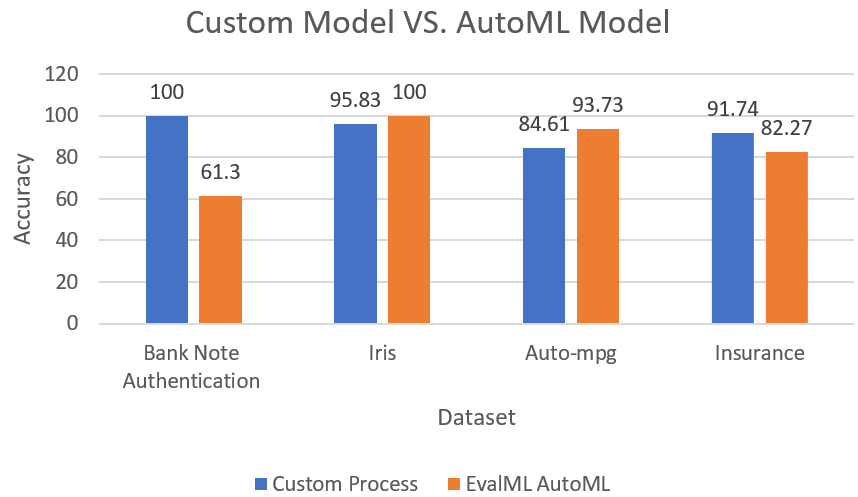 Custom Model VS. AutoML Model
120
100
80
60
40
20
0
Accuracy
100
61.3
95.83
100
84.61
93.73
91.74
82.27
Bank Note
Authentication
Iris
Auto-mpg
Insurance
Dataset
Custom Process
EvalML AutoML